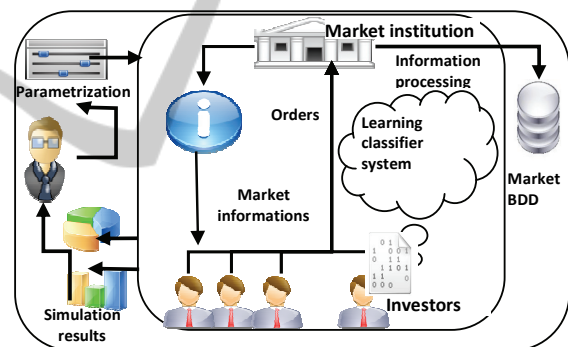 Market institution
Parametrization
Information
processing
Orders
Learning
classifier
system
Market
BDD
Market
informations
Investors
Simulation
results